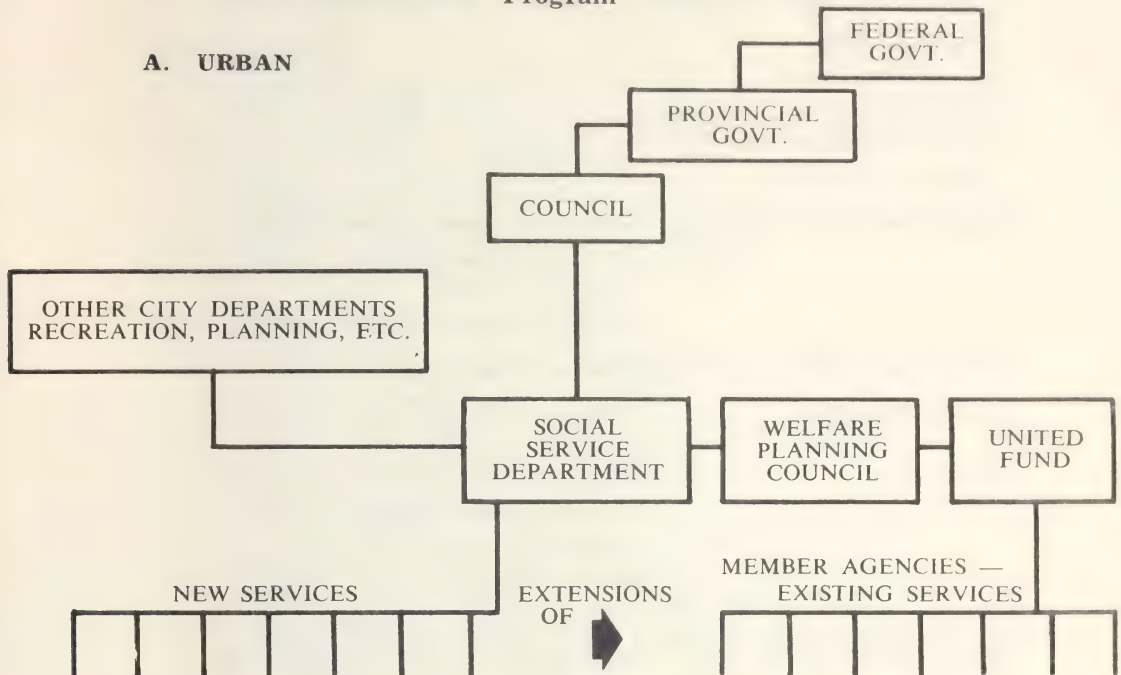 Program
A. URBAN
FEDERAL
GOVT.
PROVINCIAL
GOVT.
COUNCIL
OTHER CITY DEPARTMENTS
RECREATION, PLANNING, ETC.
SOCIAL
SERVICE
DEPARTMENT
WELFARE
PLANNING
COUNCIL
UNITED
FUND
NEW SERVICES
EXTENSIONS
OF
MEMBER AGENCIES —
EXISTING SERVICES